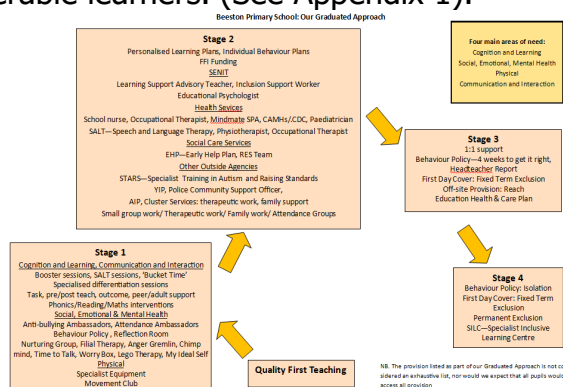 erable learners. (See Appendix 1).
Beeston Primary School: Our Graduated Approach
Stage 2
Personalised Learning Plans, Individual Behaviour Plans
FFI Funding
SENIT
Learning Support Advisory Teacher, Inclusion Support Worker
Educational Psychologist
Health Sevices
School nurse, Occupational Therapist, Mindmate SPA, CAMHs/CDC, Paediatrician
SALT—Speech and Language Therapy, Physiotherapist, Occupational Therapist
Social Care Services
EHP—Early Help Plan, RES Team
Other Outside Agencies
STARS—Specialist Training in Autism and Raising Standards
YIP, Police Community Support Officer,
AIP, Cluster Services: therapeutic work, family support
Small group work/ Therapeutic work/ Family work/ Attendance Groups
Four main areas of need:
Cognition and Learning
Social, Emotional, Mental Health
Physical
Communication and Interaction
Stage 3
1:1 support
Behaviour Policy—4 weeks to get it right,
Headteacher Report
First Day Cover: Fixed Term Exclusion
Off-site Provision: Reach
Education Health & Care Plan
Stage 1
Cognition and Learning, Communication and Interaction
Booster sessions, SALT sessions, 'Bucket Time'
Specialised differentiation sessions
Task, pre/post teach, outcome, peer/adult support
Phonics/Reading/Maths interventions
Social, Emotional & Mental Health
Anti-bullying Ambassadors, Attendance Ambassadors
Behaviour Policy , Reflection Room
Nurturing Group, Filial Therapy, Anger Gremlin, Chimp
mind, Time to Talk, Worry Box, Lego Therapy, My Ideal Self
Physical
Specialist Equipment
Movement Club
Stage 4
Behaviour Policy: Isolation
First Day Cover: Fixed Term
Exclusion
Permanent Exclusion
SILC—Specialist Inclusive
Learning Centre
Quality First Teaching
NB. The provision listed as part of our Graduated Approach is not co
sidered an exhaustive list, nor would we expect that all pupils would
access all provision